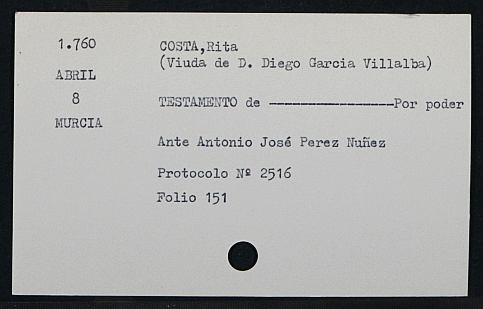 1.760
ABRIL
8
MURCIA
COSTA,Rita
(Viuda de D. Diego Garcia Villalba)
TESTAMENTO de ----------------Por poder
Ante Antonio José Perez Nuñez
Protocolo Nº 2516
Folio 151